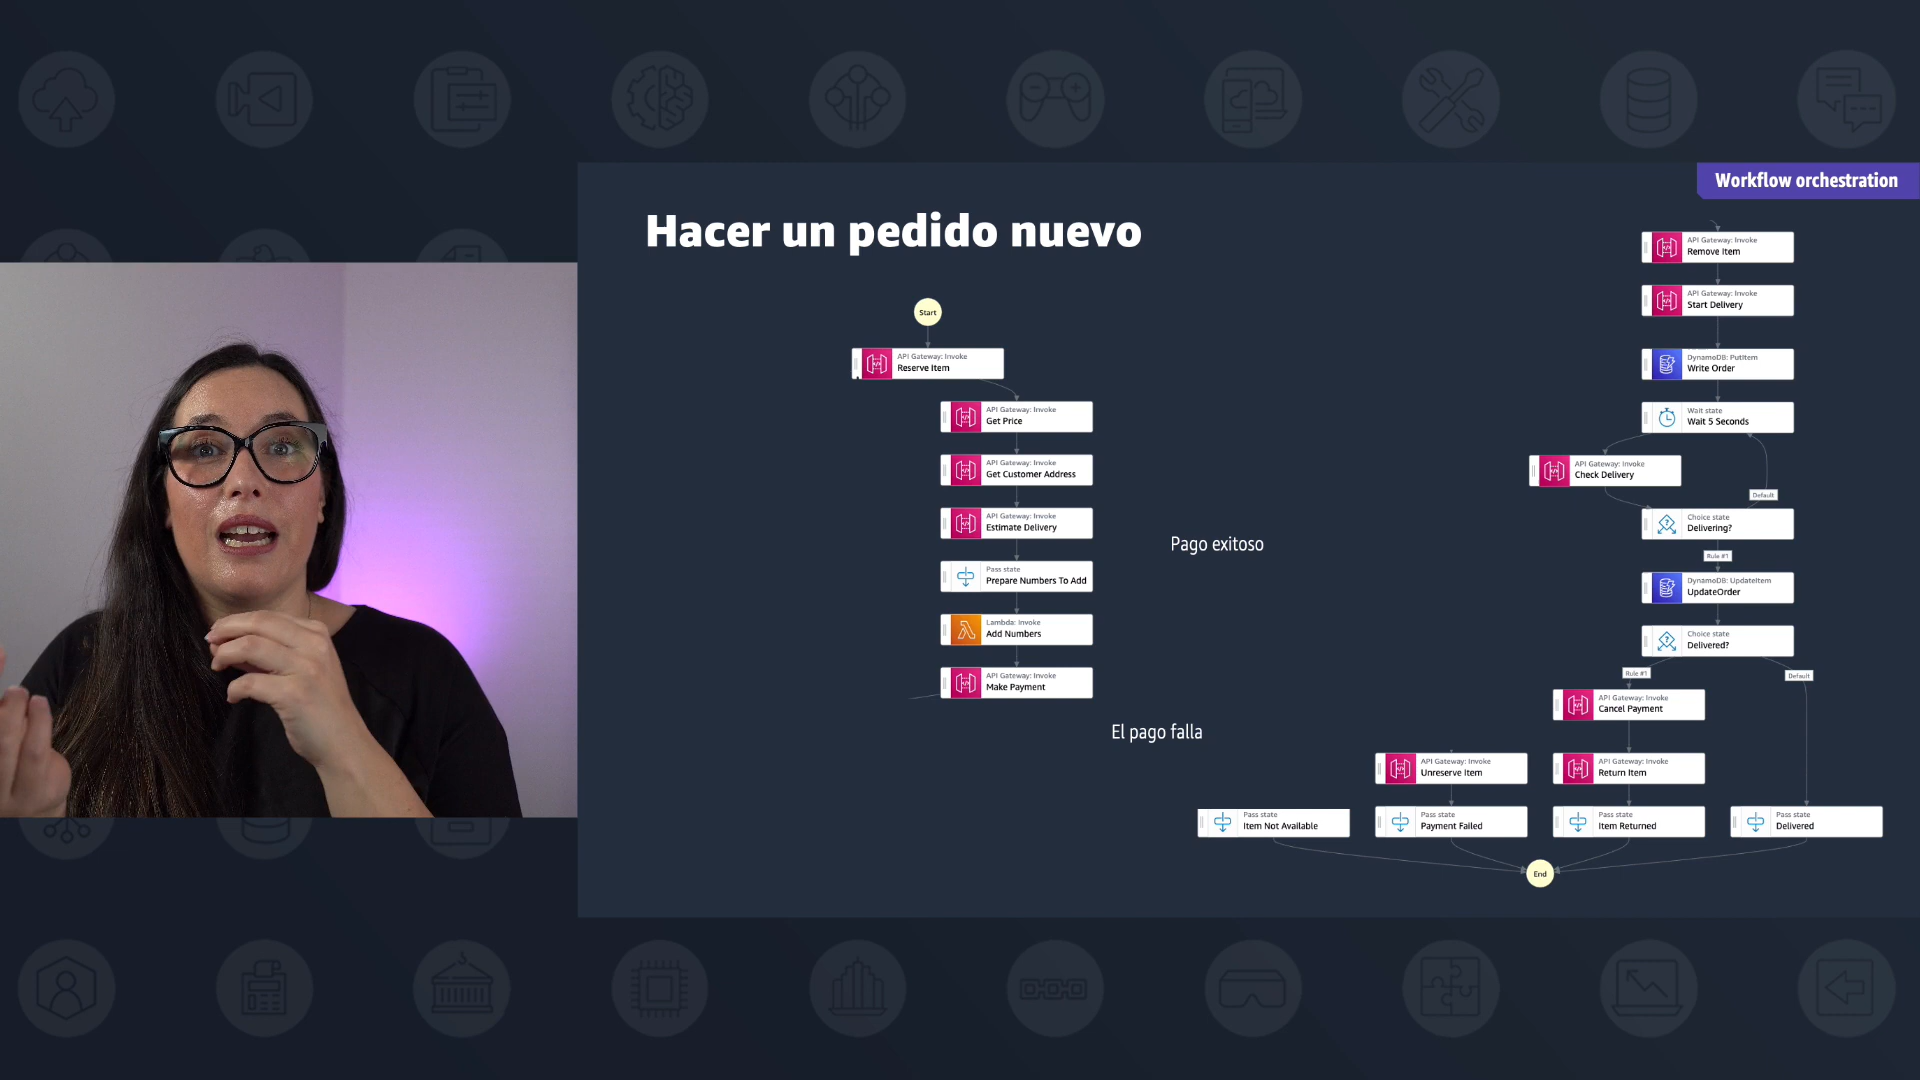 Workflow orchestration
Hacer un pedido nuevo
Start
API Gateway: Invoke
Reserve Item
API Gateway: Invoke
Get Price
API Gateway: Invoke
Get Customer Address
API Gateway: Invoke
Estimate Delivery
Pass state
Prepare Numbers To Add
Lambda: Invoke
Add Numbers
API Gateway: Invoke
Make Payment
Pago exitoso
El pago falla
API Gateway: Invoke
Remove Item
API Gateway: Invoke
Start Delivery
DynamoDB: PutItem
Write Order
Wait state
Wait 5 Seconds
API Gateway: Invoke
Check Delivery
Default
Choice state
Delivering?
Rule #1
DynamoDB: UpdateItem
UpdateOrder
Choice state
Delivered?
Rule #1
Default
API Gateway: Invoke
Cancel Payment
API Gateway: Invoke
Unreserve Item
API Gateway: Invoke
Return Item
Pass state
Item Not Available
Pass state
Payment Failed
Pass state
Item Returned
Pass state
Delivered
End